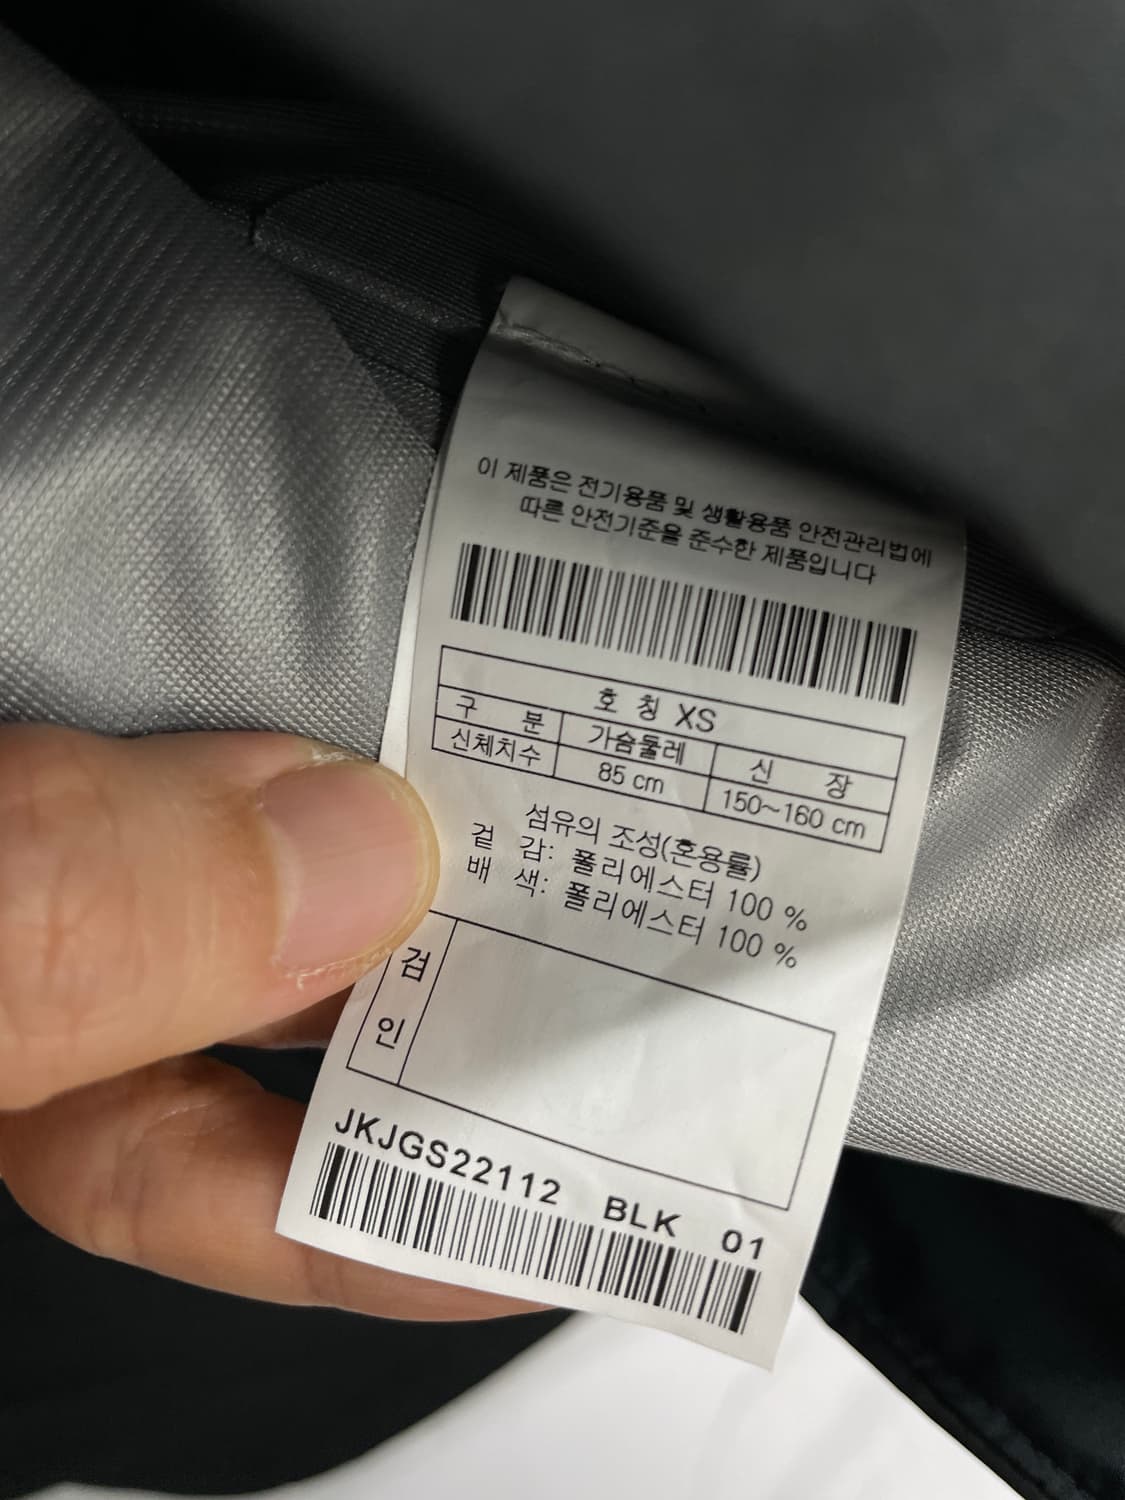 이 제품은 전기용품 및 생활용품 안전관리법에
따른 안전기준을 준수한 제품입니다
호 칭 XS
구 분 가슴둘레 신 장
신체치수 85 cm 150~160 cm
섬유의 조성(혼용률)
겉 감: 폴리에스터 100 %
배 색: 폴리에스터 100 %
검
인
JKJGS22112 BLK 01